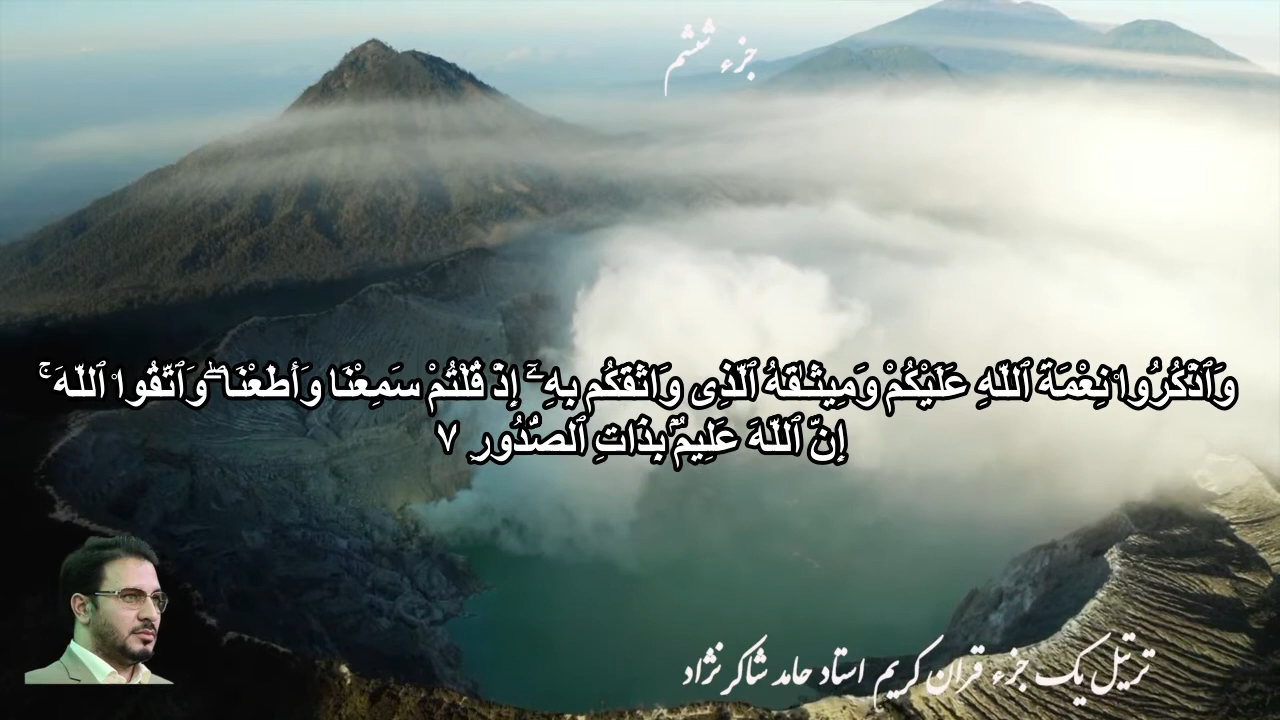 جزء ششم
وَٱذۡكُرُواْ نِعۡمَةَ ٱللَّهِ عَلَيۡكُمۡ وَمِيثَٰقَهُ ٱلَّذِى وَاثَقَكُم بِهِۦٓ إِذۡ قُلۡتُمۡ سَمِعۡنَا وَأَطَعۡنَاۖ وَٱتَّقُواْ ٱللَّهَۚ
إِنَّ ٱللَّهَ عَلِيمُۢ بِذَاتِ ٱلصُّدُورِ ٧
ترتیل یک جزء قران کریم استاد حامد شاکرنژاد